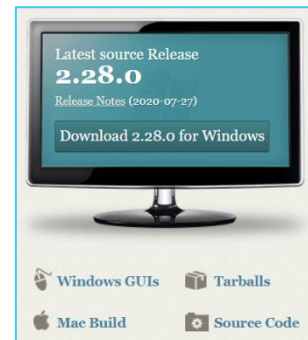 Latest source Release
2.28.0
Release Notes (2020-07-27)
Download 2.28.0 for Windows
Windows GUIs
Tarballs
Mac Build
Source Code